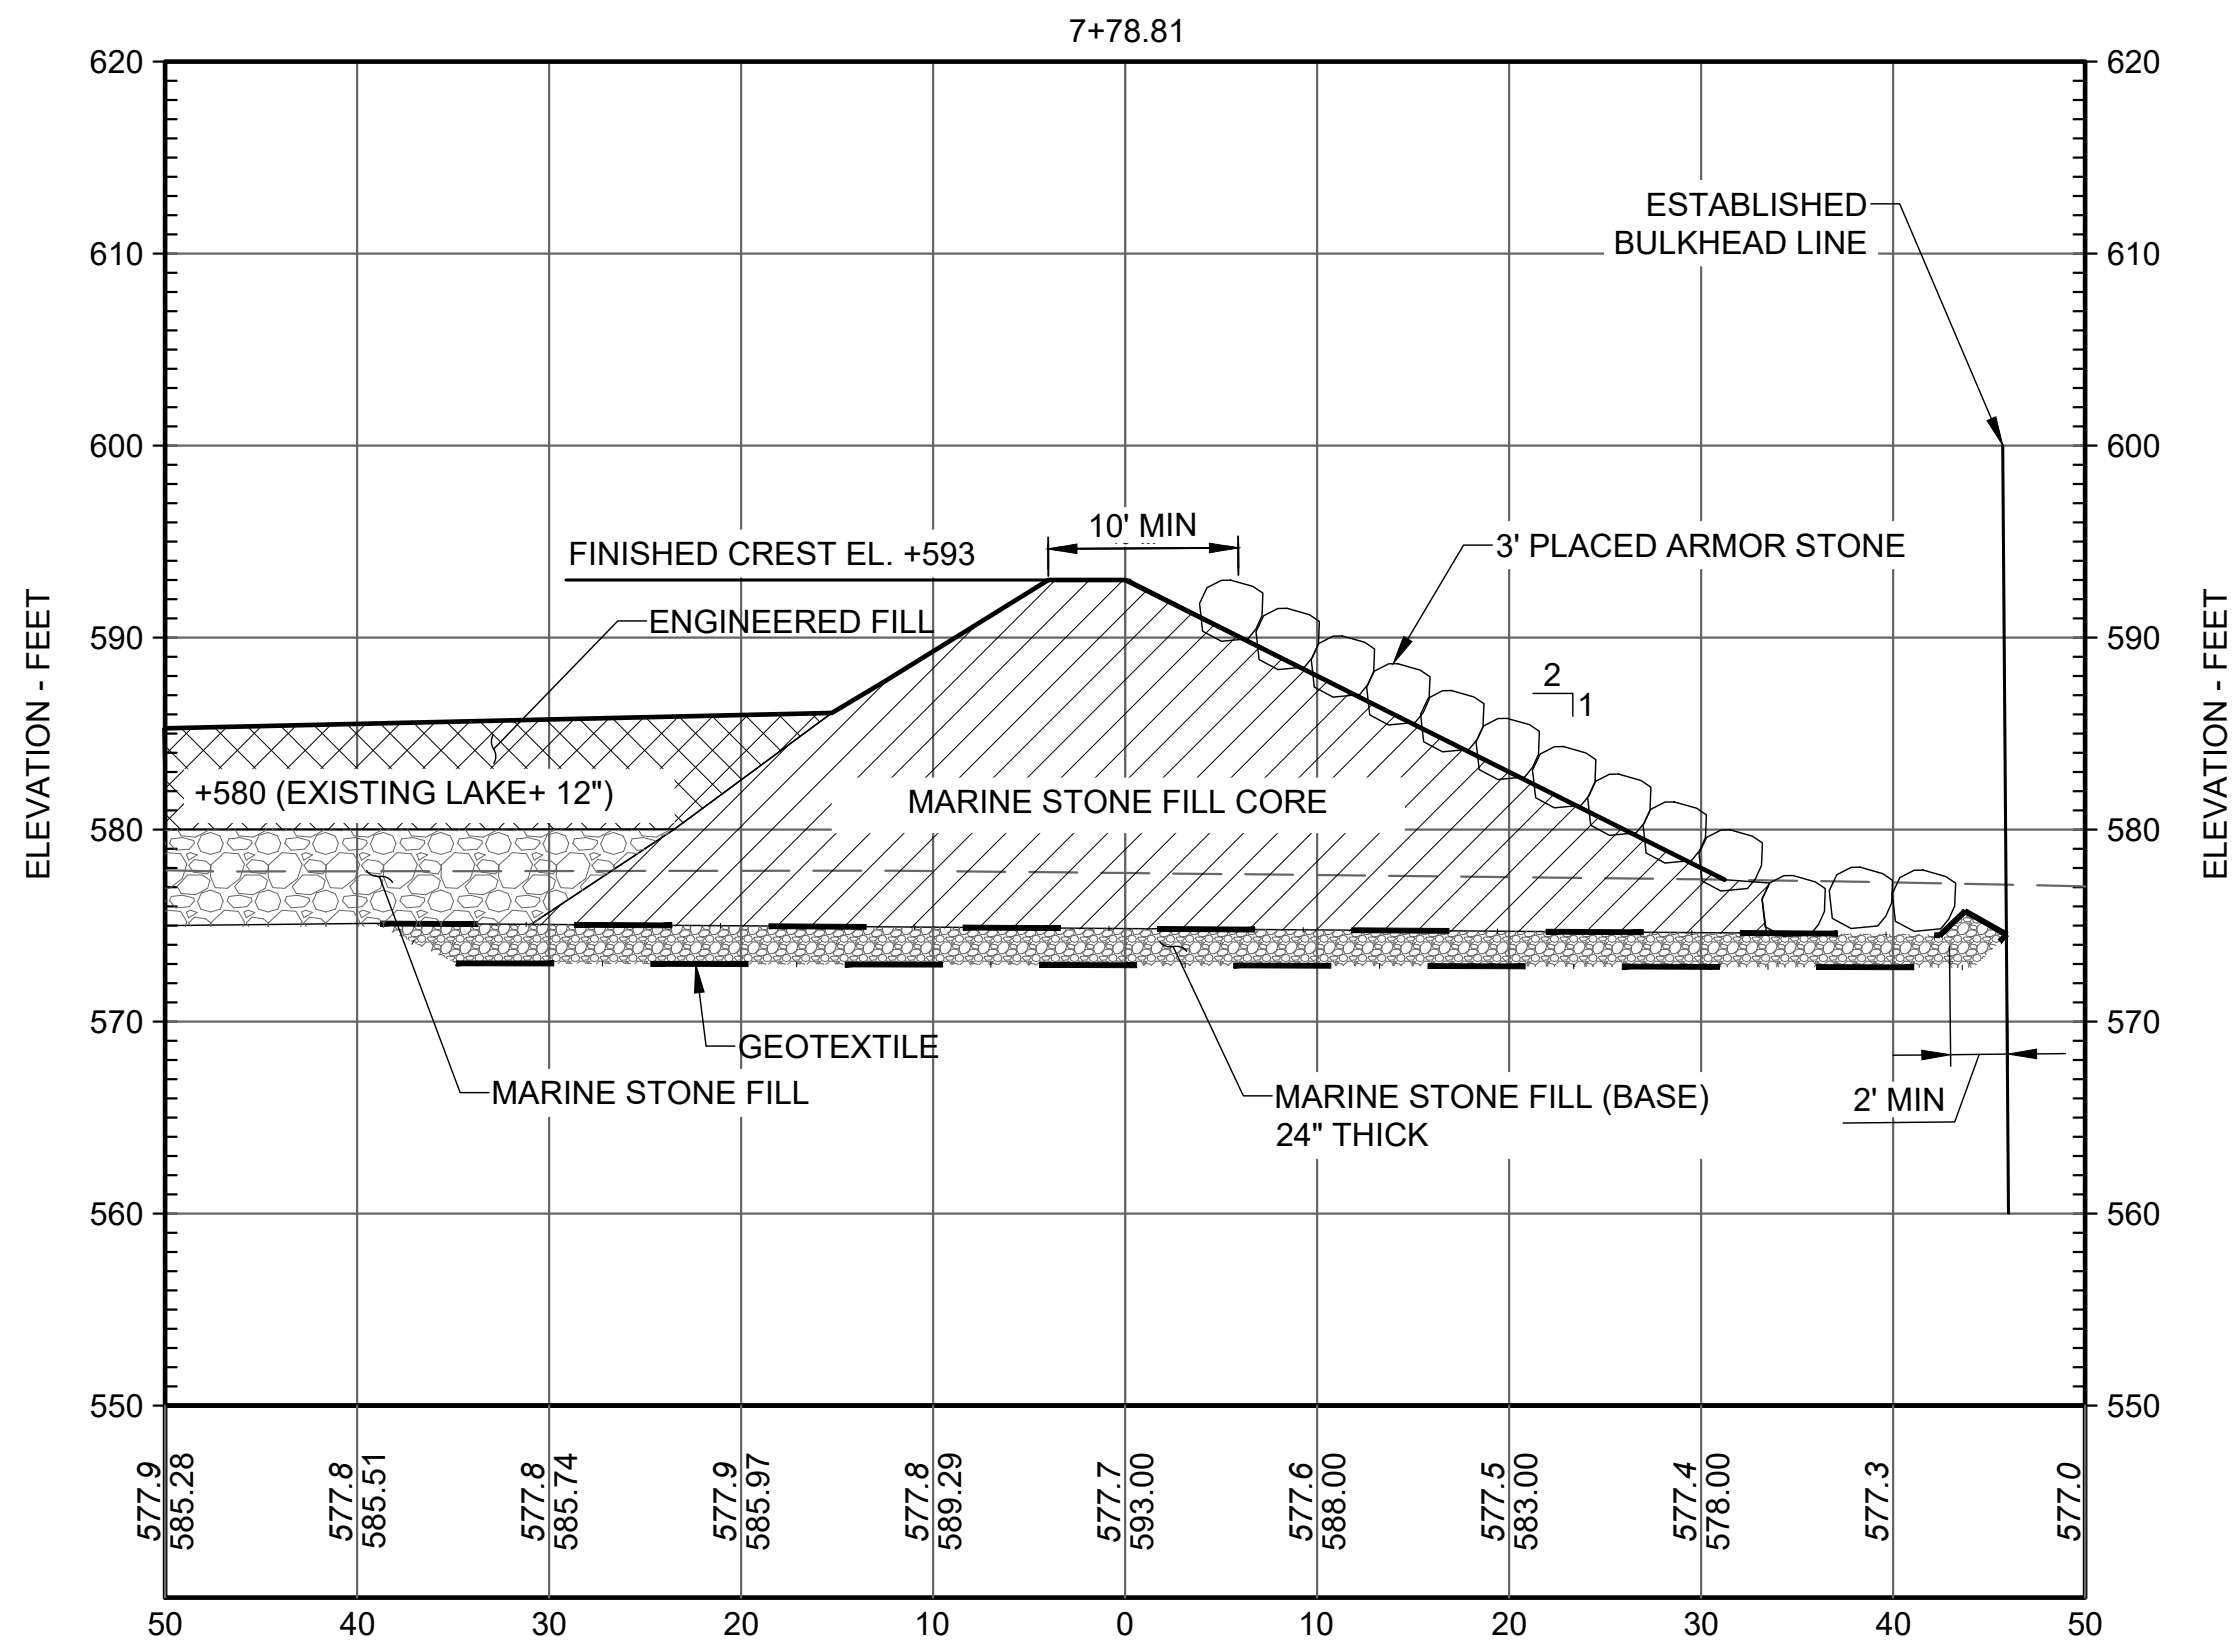 7+78.81
620
620
ESTABLISHED
BULKHEAD LINE
610
610
600
600
10' MIN
3' PLACED ARMOR STONE
FINISHED CREST EL. +593
ENGINEERED FILL
590
590
2
1
ELEVATION - FEET
ELEVATION - FEET
+580 (EXISTING LAKE+ 12")
MARINE STONE FILL CORE
580
580
570
570
GEOTEXTILE
MARINE STONE FILL
MARINE STONE FILL (BASE)
24" THICK
2' MIN
560
560
550
550
577.9
585.28
577.8
585.51
577.8
585.74
577.9
585.97
577.8
589.29
577.7
593.00
577.6
588.00
577.5
583.00
577.4
578.00
577.3
577.0
50 40 30 20 10 0 10 20 30 40 50